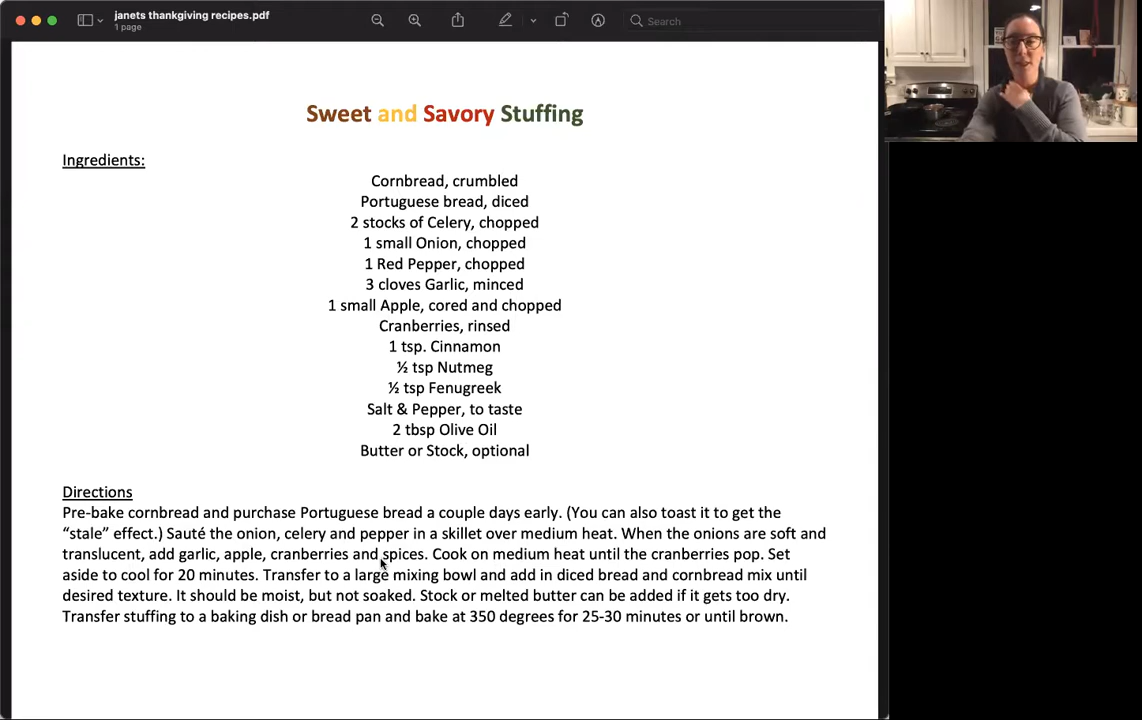 janets thankgiving recipes.pdf
1 page
Search
Sweet and Savory Stuffing
Ingredients:
Cornbread, crumbled
Portuguese bread, diced
2 stocks of Celery, chopped
1 small Onion, chopped
1 Red Pepper, chopped
3 cloves Garlic, minced
1 small Apple, cored and chopped
Cranberries, rinsed
1 tsp. Cinnamon
½ tsp Nutmeg
½ tsp Fenugreek
Salt & Pepper, to taste
2 tbsp Olive Oil
Butter or Stock, optional
Directions
Pre-bake cornbread and purchase Portuguese bread a couple days early. (You can also toast it to get the
“stale” effect.) Sauté the onion, celery and pepper in a skillet over medium heat. When the onions are soft and
translucent, add garlic, apple, cranberries and spices. Cook on medium heat until the cranberries pop. Set
aside to cool for 20 minutes. Transfer to a large mixing bowl and add in diced bread and cornbread mix until
desired texture. It should be moist, but not soaked. Stock or melted butter can be added if it gets too dry.
Transfer stuffing to a baking dish or bread pan and bake at 350 degrees for 25-30 minutes or until brown.